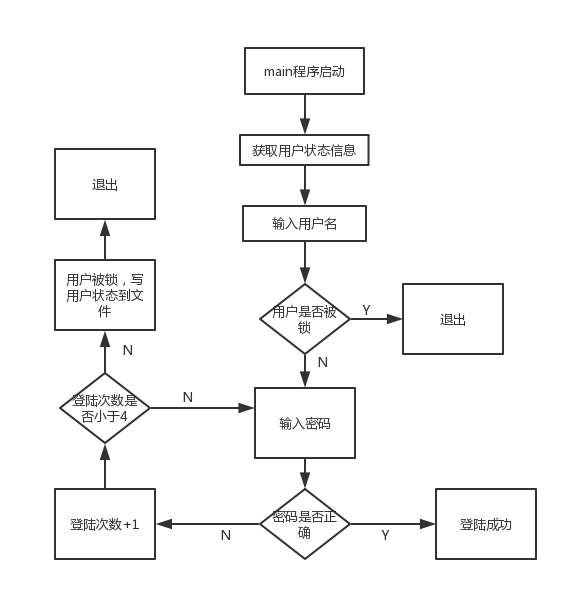 main程序启动
获取用户状态信息
输入用户名
用户是否被
锁
Y
退出
N
输入密码
密码是否正
确
Y
登陆成功
N
登陆次数+1
登陆次数是
否小于4
N
N
用户被锁，写
用户状态到文
件
退出